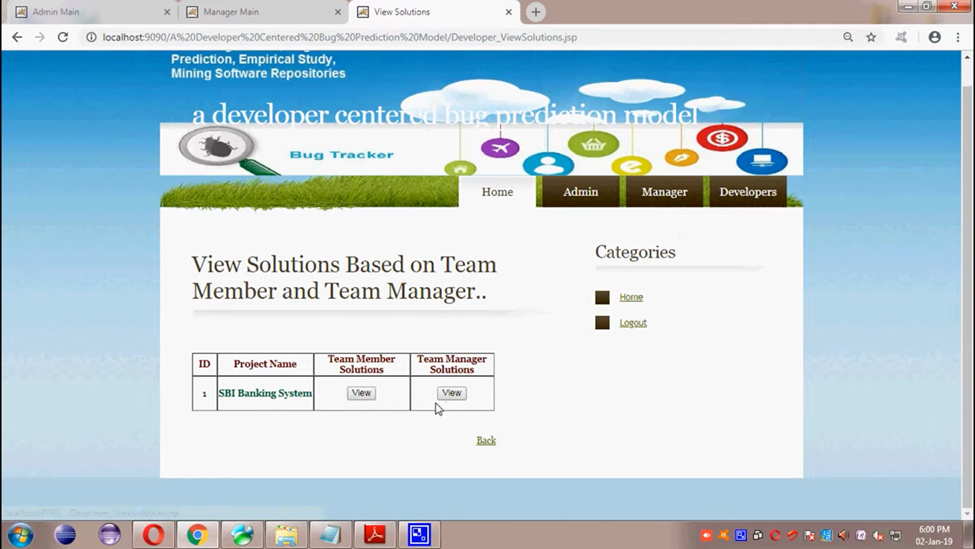 Admin Main
Manager Main
View Solutions
localhost:9090/A%20Developer%20Centered%20Bug%20Prediction%20Model/Developer_ViewSolutions.jsp
Prediction, Empirical Study,
Mining Software Repositories
a developer centered bug prediction model
Bug Tracker
Home
Admin
Manager
Developers
View Solutions Based on Team
Member and Team Manager..
Categories
Home
Logout
ID Project Name Team Member Solutions Team Manager Solutions
1 SBI Banking System View View
Back
6:00 PM
02-Jan-19